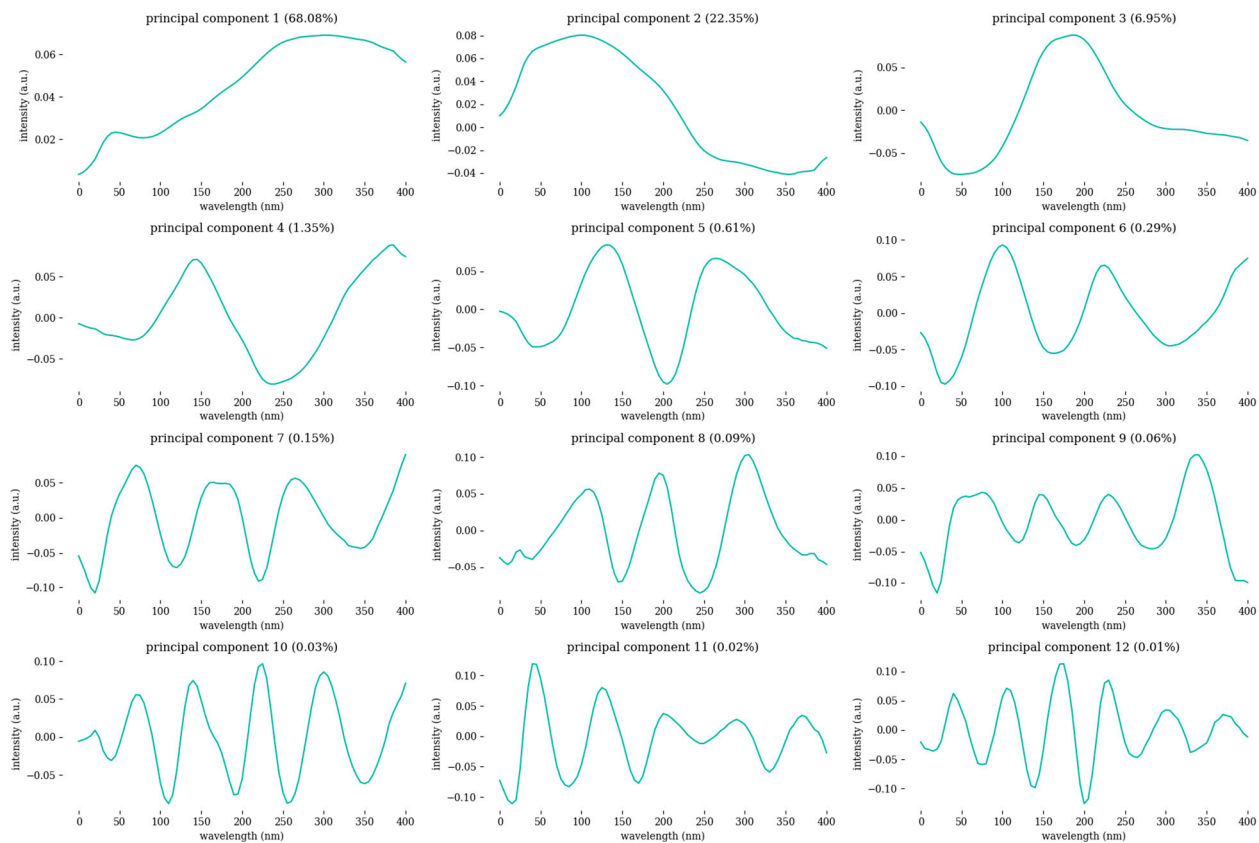 principal component 1 (68.08%)
intensity (a.u.)
0.06
0.04
0.02
0 50 100 150 200 250 300 350 400
wavelength (nm)
principal component 2 (22.35%)
intensity (a.u.)
0.08
0.06
0.04
0.02
0.00
−0.02
−0.04
0 50 100 150 200 250 300 350 400
wavelength (nm)
principal component 3 (6.95%)
intensity (a.u.)
0.05
0.00
−0.05
0 50 100 150 200 250 300 350 400
wavelength (nm)
principal component 4 (1.35%)
intensity (a.u.)
0.05
0.00
−0.05
0 50 100 150 200 250 300 350 400
wavelength (nm)
principal component 5 (0.61%)
intensity (a.u.)
0.05
0.00
−0.05
−0.10
0 50 100 150 200 250 300 350 400
wavelength (nm)
principal component 6 (0.29%)
intensity (a.u.)
0.10
0.05
0.00
−0.05
−0.10
0 50 100 150 200 250 300 350 400
wavelength (nm)
principal component 7 (0.15%)
intensity (a.u.)
0.05
0.00
−0.05
−0.10
0 50 100 150 200 250 300 350 400
wavelength (nm)
principal component 8 (0.09%)
intensity (a.u.)
0.10
0.05
0.00
−0.05
0 50 100 150 200 250 300 350 400
wavelength (nm)
principal component 9 (0.06%)
intensity (a.u.)
0.10
0.05
0.00
−0.05
−0.10
0 50 100 150 200 250 300 350 400
wavelength (nm)
principal component 10 (0.03%)
intensity (a.u.)
0.10
0.05
0.00
−0.05
0 50 100 150 200 250 300 350 400
wavelength (nm)
principal component 11 (0.02%)
intensity (a.u.)
0.10
0.05
0.00
−0.05
−0.10
0 50 100 150 200 250 300 350 400
wavelength (nm)
principal component 12 (0.01%)
intensity (a.u.)
0.10
0.05
0.00
−0.05
−0.10
0 50 100 150 200 250 300 350 400
wavelength (nm)